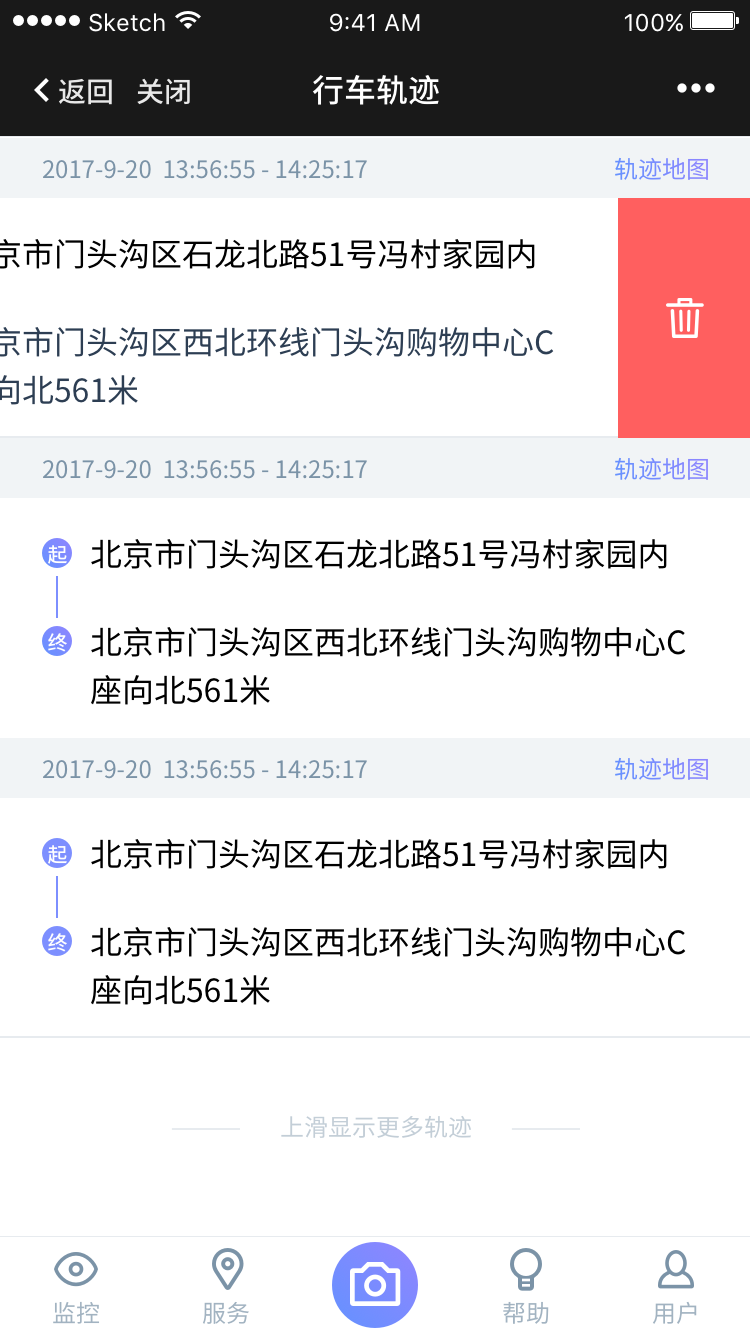 Sketch 9:41 AM 100%
返回 关闭 行车轨迹
2017-9-20 13:56:55 - 14:25:17 轨迹地图
京市门头沟区石龙北路51号冯村家园内
京市门头沟区西北环线门头沟购物中心C
向北561米
2017-9-20 13:56:55 - 14:25:17 轨迹地图
起 北京市门头沟区石龙北路51号冯村家园内
终 北京市门头沟区西北环线门头沟购物中心C
座向北561米
2017-9-20 13:56:55 - 14:25:17 轨迹地图
起 北京市门头沟区石龙北路51号冯村家园内
终 北京市门头沟区西北环线门头沟购物中心C
座向北561米
上滑显示更多轨迹
监控 服务 帮助 用户